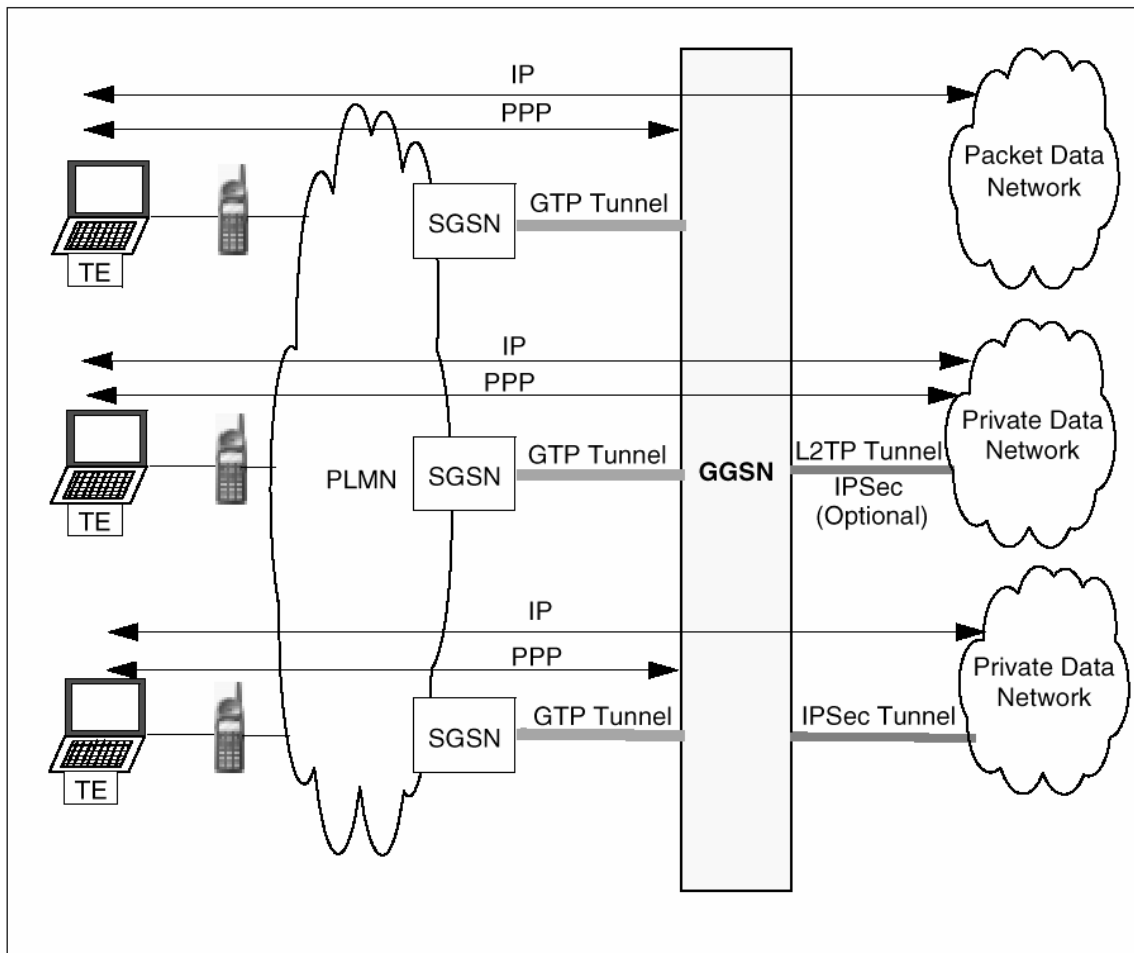 IP
PPP
Packet Data
Network
SGSN
GTP Tunnel
TE
IP
PPP
Private Data
Network
PLMN
SGSN
GTP Tunnel
GGSN
L2TP Tunnel
IPSec
(Optional)
TE
IP
PPP
Private Data
Network
SGSN
GTP Tunnel
IPSec Tunnel
TE